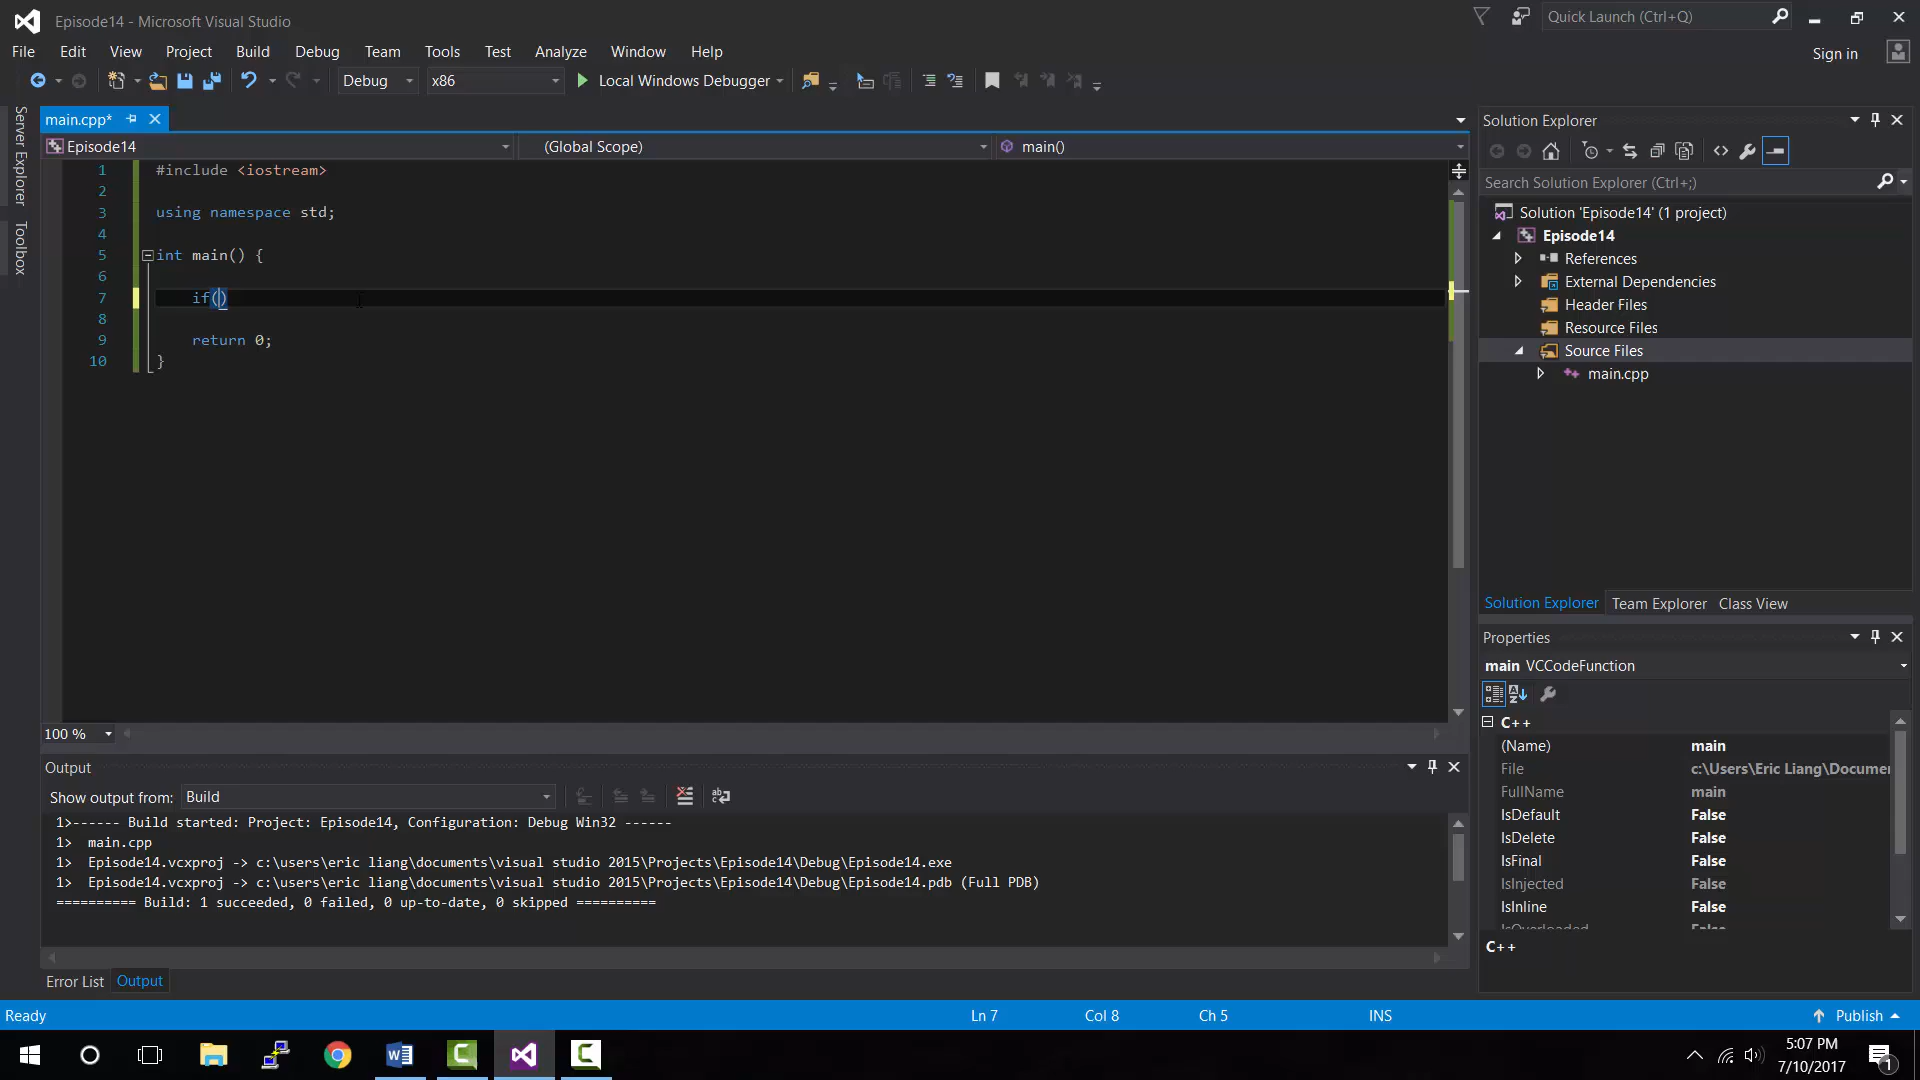 Episode14 - Microsoft Visual Studio
Quick Launch (Ctrl+Q)
File Edit View Project Build Debug Team Tools Test Analyze Window Help
Sign in
Debug x86 Local Windows Debugger
Server Explorer
Toolbox
main.cpp*
Episode14 (Global Scope) main()
1 #include <iostream>
2
3 using namespace std;
4
5 int main() {
6
7 if()
8
9 return 0;
10 }
100 %
Output
Show output from: Build
1>------ Build started: Project: Episode14, Configuration: Debug Win32 ------
1> main.cpp
1> Episode14.vcxproj -> c:\users\eric liang\documents\visual studio 2015\Projects\Episode14\Debug\Episode14.exe
1> Episode14.vcxproj -> c:\users\eric liang\documents\visual studio 2015\Projects\Episode14\Debug\Episode14.pdb (Full PDB)
========== Build: 1 succeeded, 0 failed, 0 up-to-date, 0 skipped ==========
Error List Output
Solution Explorer
Search Solution Explorer (Ctrl+;)
Solution 'Episode14' (1 project)
Episode14
References
External Dependencies
Header Files
Resource Files
Source Files
main.cpp
Solution Explorer Team Explorer Class View
Properties
main VCCodeFunction
C++
(Name) main
File c:\Users\Eric Liang\Documen
FullName main
IsDefault False
IsDelete False
IsFinal False
IsInjected False
IsInline False
IsOverloaded False
C++
Ready Ln 7 Col 8 Ch 5 INS Publish
5:07 PM
7/10/2017
1